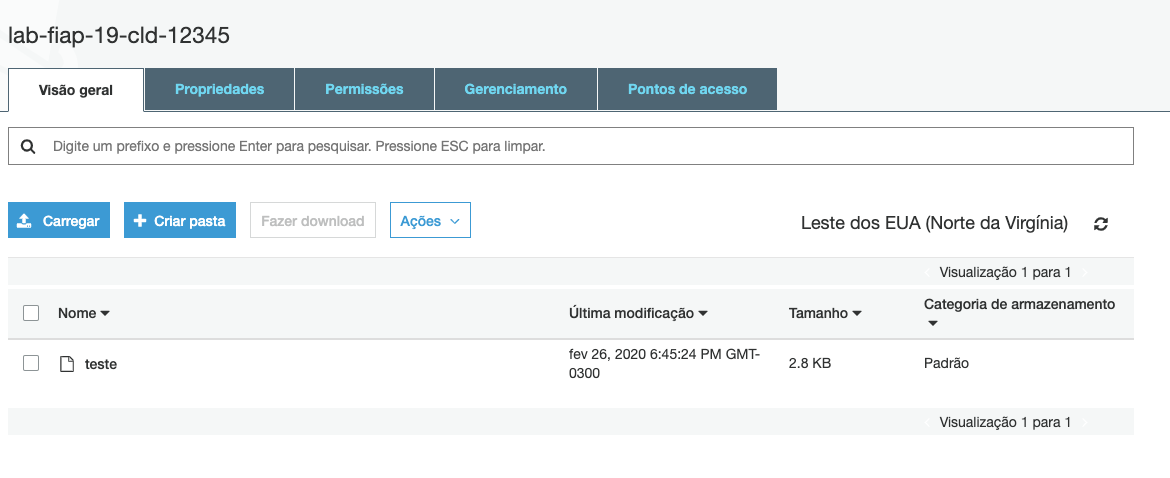 lab-fiap-19-cld-12345
Visão geral
Propriedades
Permissões
Gerenciamento
Pontos de acesso
Digite um prefixo e pressione Enter para pesquisar. Pressione ESC para limpar.
Carregar
Criar pasta
Fazer download
Ações
Leste dos EUA (Norte da Virgínia)
Visualização 1 para 1
Nome
Última modificação
Tamanho
Categoria de armazenamento
teste
fev 26, 2020 6:45:24 PM GMT-
0300
2.8 KB
Padrão
Visualização 1 para 1